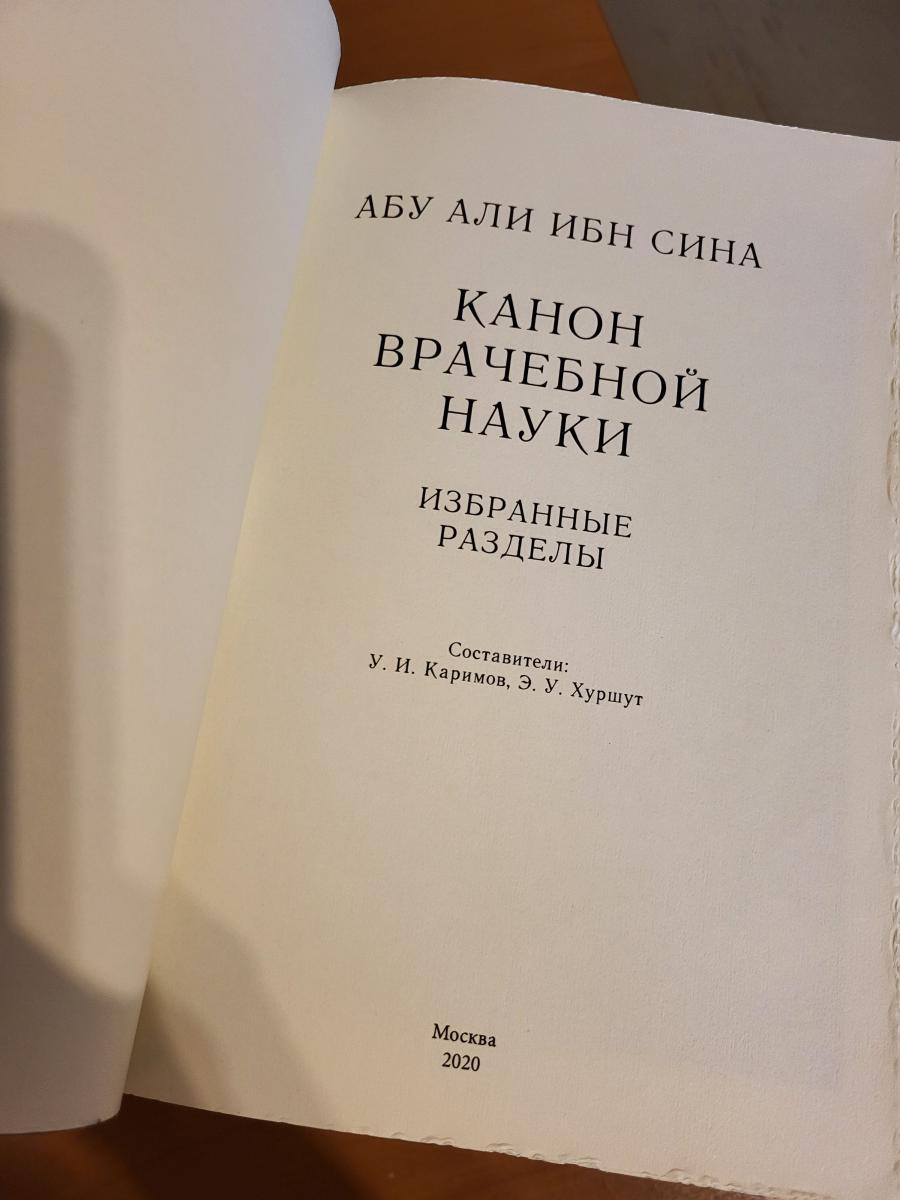 АБУ АЛИ ИБН СИНА
КАНОН
ВРАЧЕБНОЙ
НАУКИ
ИЗБРАННЫЕ
РАЗДЕЛЫ
Составители:
У. И. Каримов, Э. У. Хуршут
Москва
2020